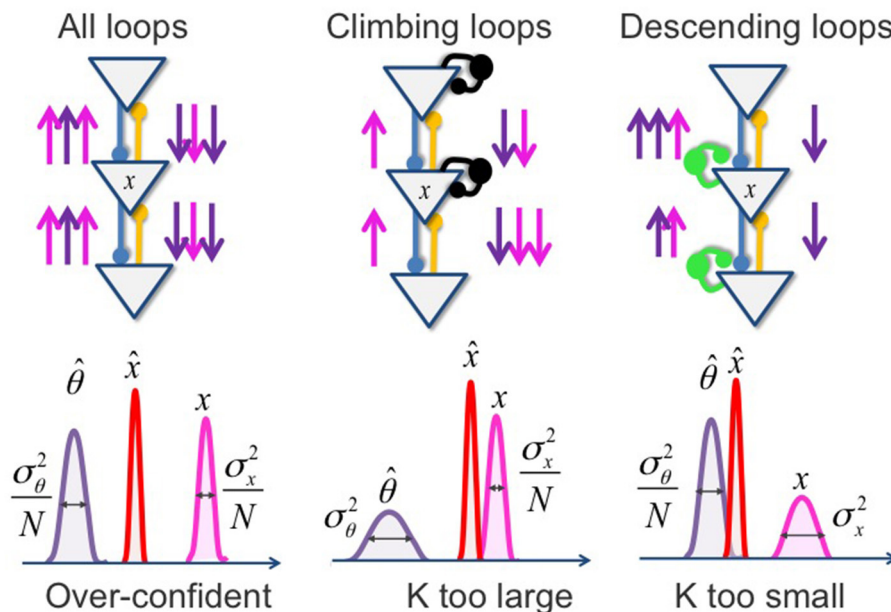 All loops
Climbing loops
Descending loops
x
x
x
θ̂
x̂
x
σ_θ^2/N
σ_x^2/N
θ̂
x̂
x
σ_θ^2
σ_x^2/N
θ̂
x̂
x
σ_θ^2/N
σ_x^2
Over-confident
K too large
K too small